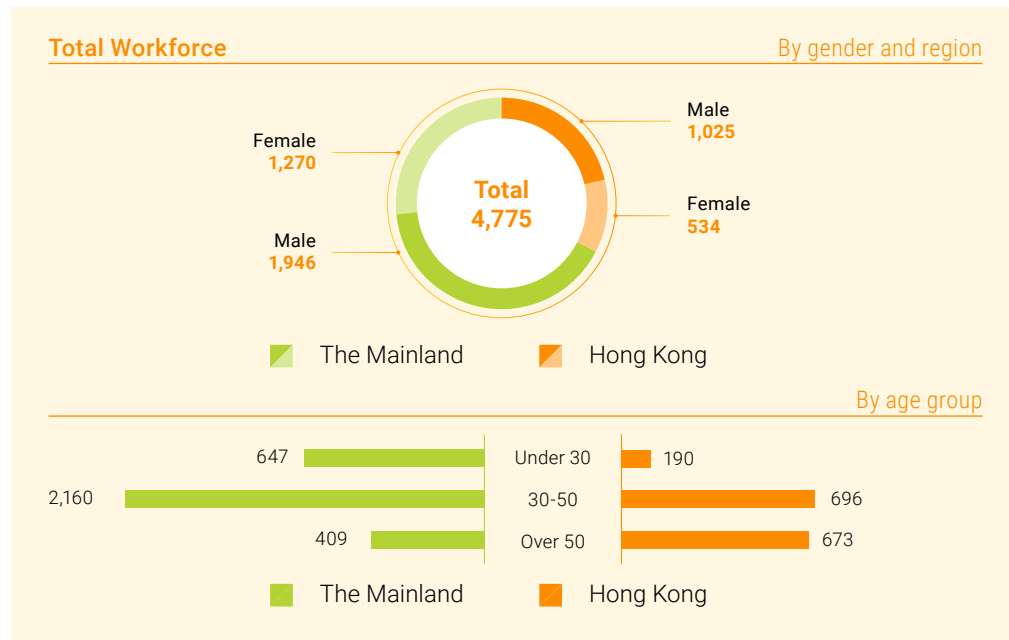 Total Workforce
By gender and region
Male
1,025
Female
1,270
Total
4,775
Female
534
Male
1,946
The Mainland
Hong Kong
By age group
647 Under 30 190
2,160 30-50 696
409 Over 50 673
The Mainland
Hong Kong